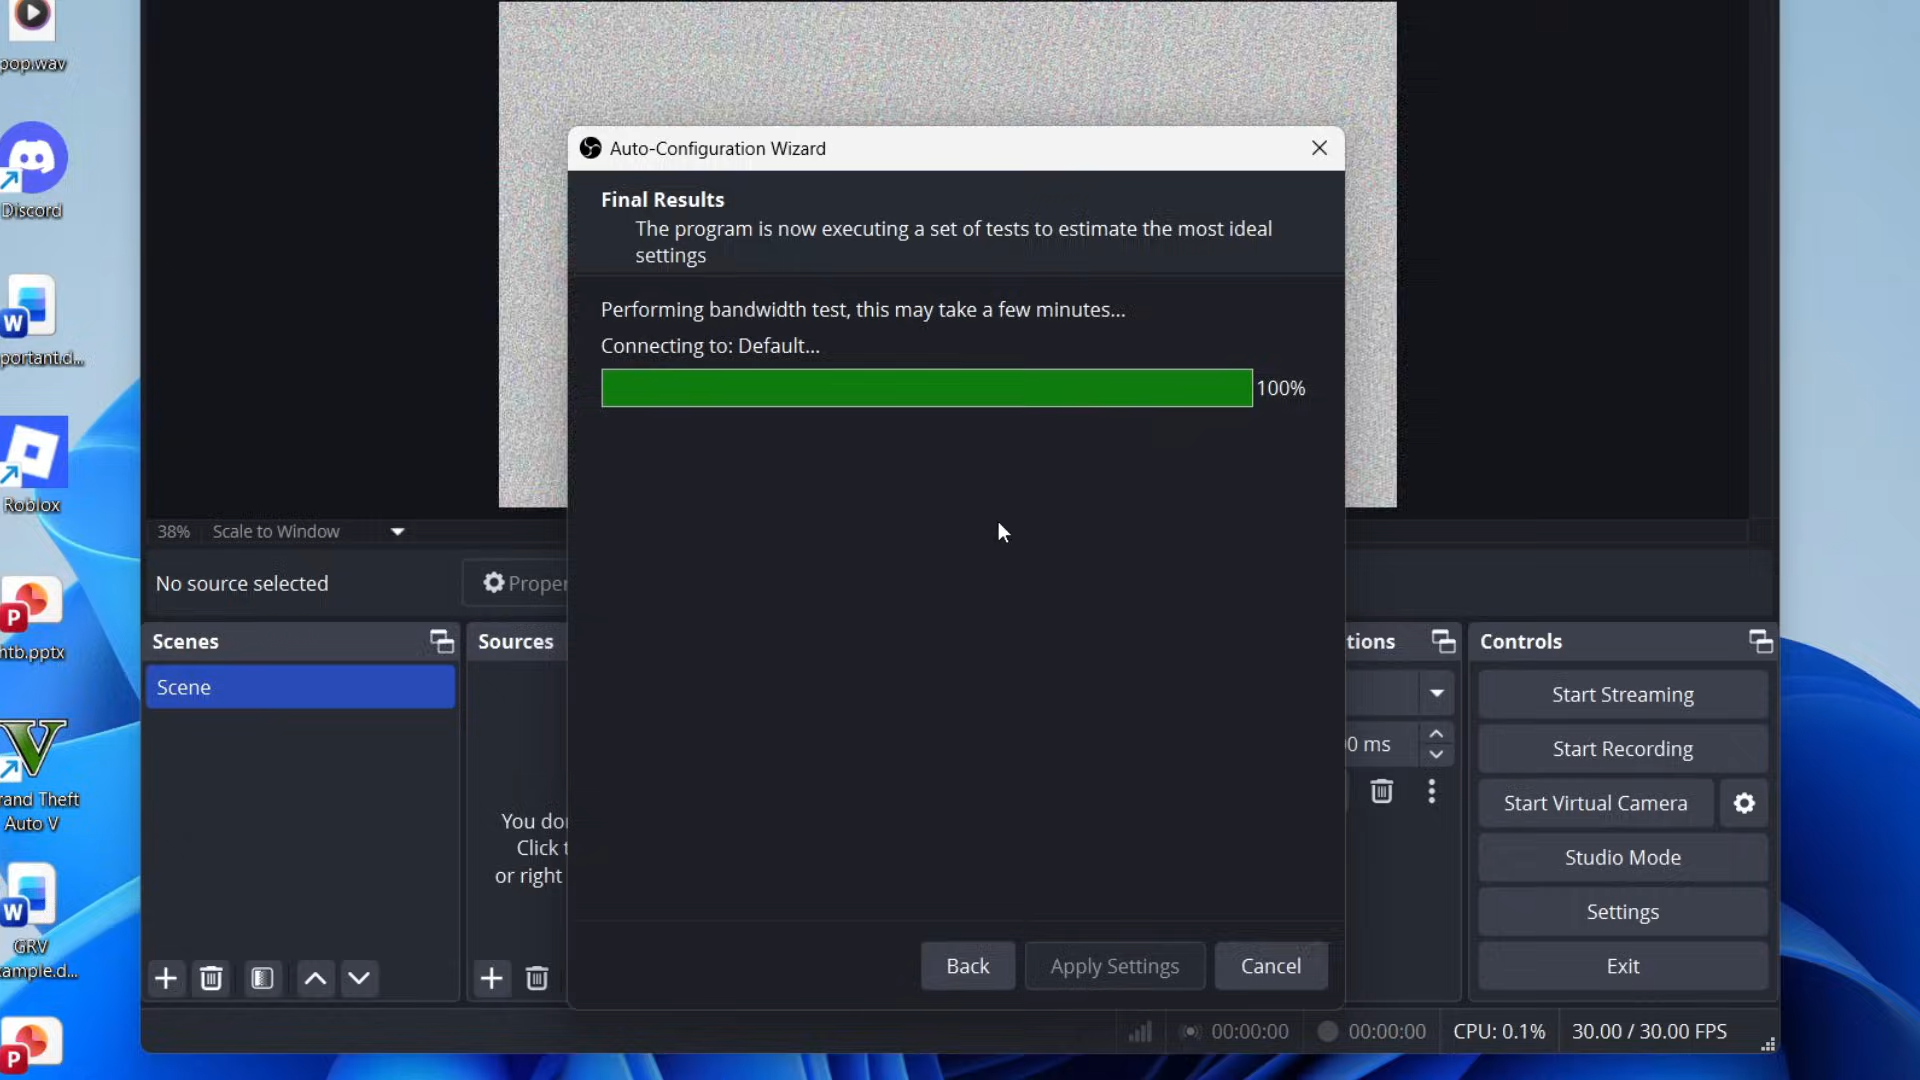 pop.wav
Discord
portant.d...
Roblox
htb.pptx
rand Theft
Auto V
GRV
ample.d...
Auto-Configuration Wizard
Final Results
The program is now executing a set of tests to estimate the most ideal
settings
Performing bandwidth test, this may take a few minutes...
Connecting to: Default...
100%
Back
Apply Settings
Cancel
38% Scale to Window
No source selected
Proper
Scenes
Scene
Sources
You do
Click
or right
tions
0 ms
Controls
Start Streaming
Start Recording
Start Virtual Camera
Studio Mode
Settings
Exit
00:00:00
00:00:00
CPU: 0.1%
30.00 / 30.00 FPS